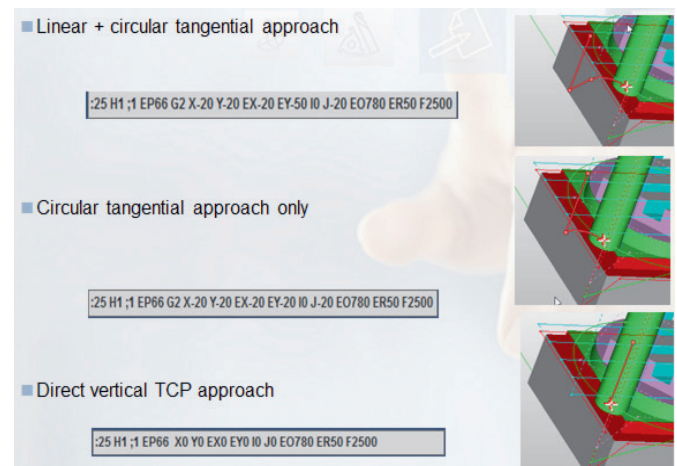 Linear + circular tangential approach
:25 H1 ;1 EP66 G2 X-20 Y-20 EX-20 EY-50 I0 J-20 EO780 ER50 F2500
Circular tangential approach only
:25 H1 ;1 EP66 G2 X-20 Y-20 EX-20 EY-20 I0 J-20 EO780 ER50 F2500
Direct vertical TCP approach
:25 H1 ;1 EP66 X0 Y0 EX0 EY0 I0 J0 EO780 ER50 F2500